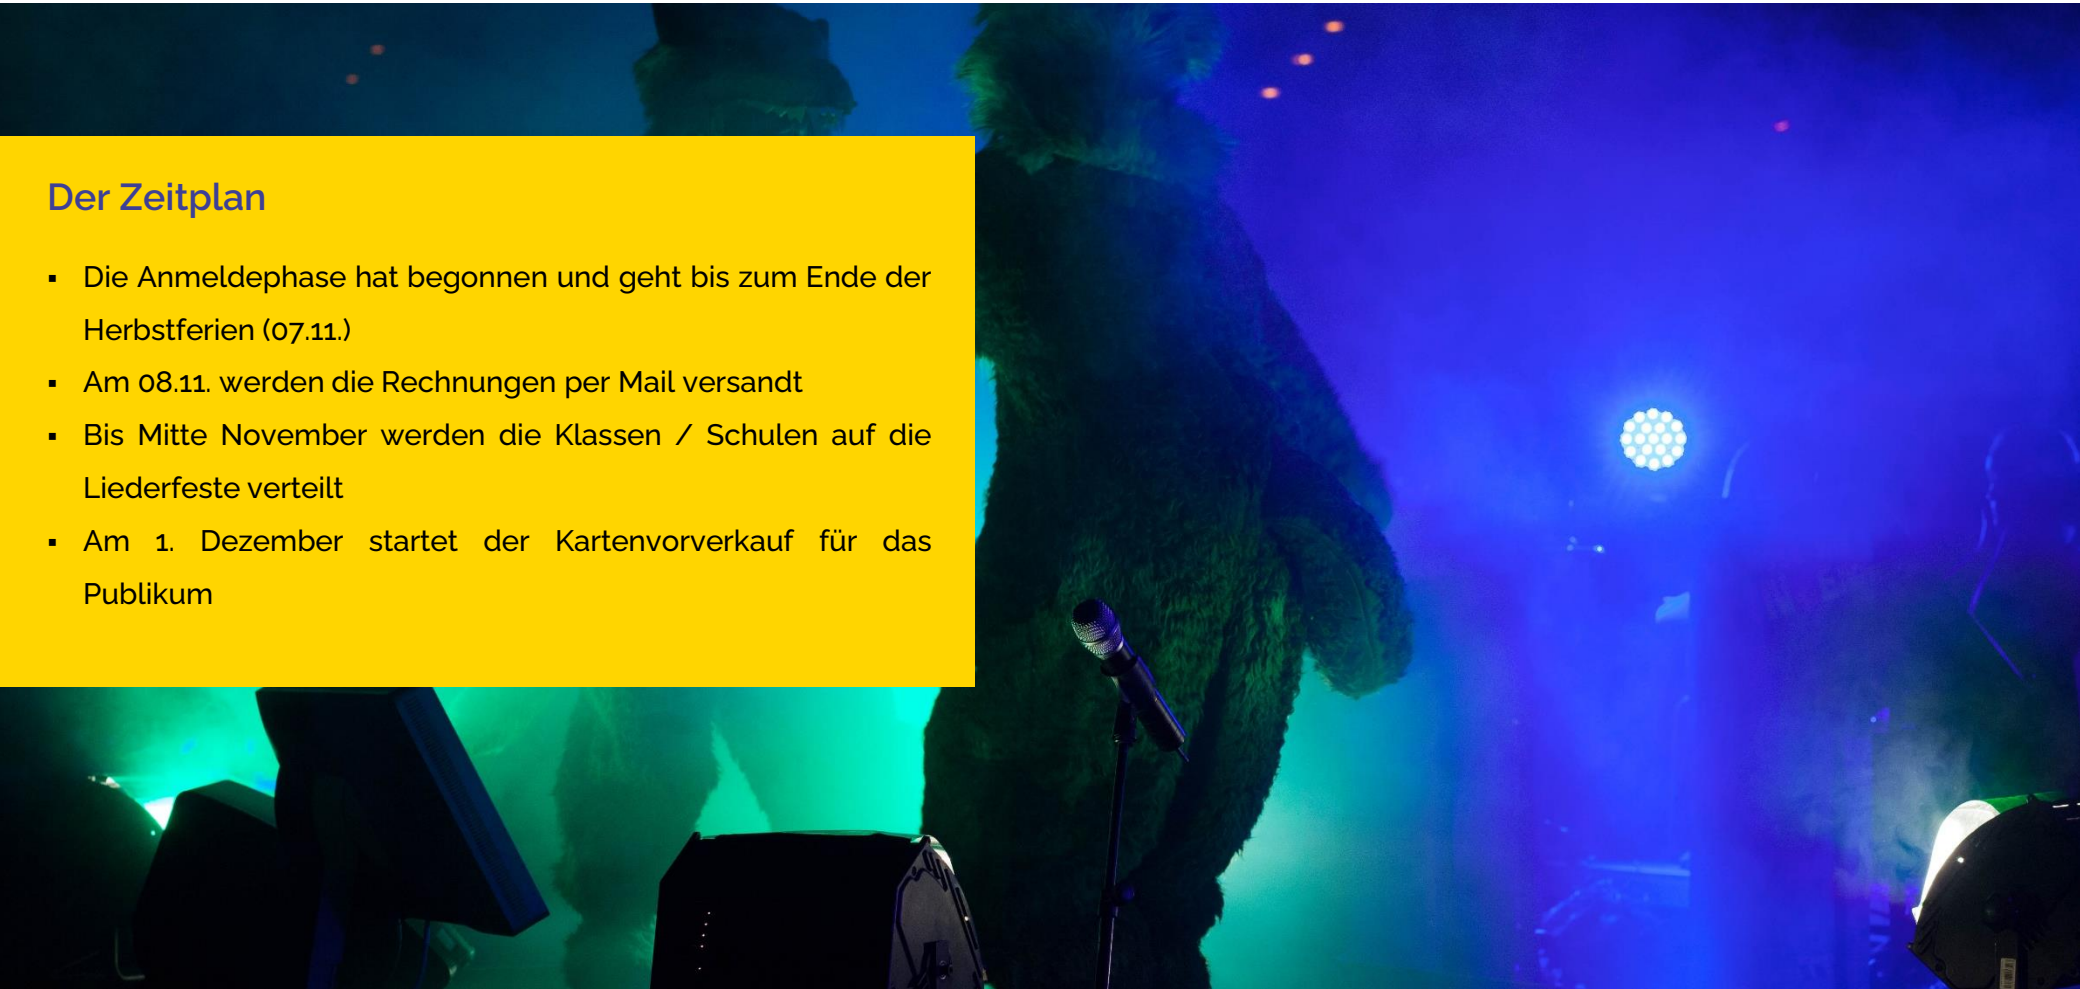 Der Zeitplan
▪ Die Anmeldephase hat begonnen und geht bis zum Ende der
Herbstferien (07.11.)
▪ Am 08.11. werden die Rechnungen per Mail versandt
▪ Bis Mitte November werden die Klassen / Schulen auf die
Liederfeste verteilt
▪ Am 1. Dezember startet der Kartenvorverkauf für das
Publikum